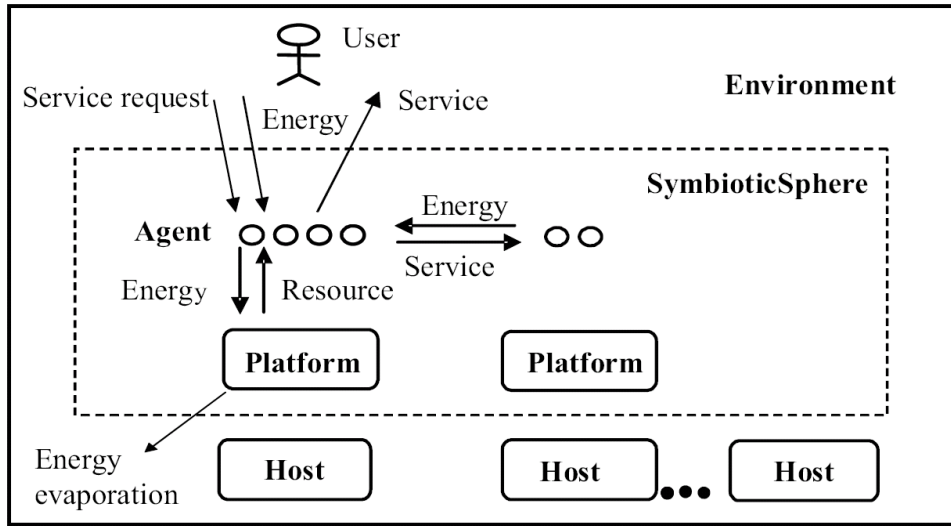 User
Service request
Energy
Service
Environment
SymbioticSphere
Agent
Energy
Service
Energy
Resource
Platform
Platform
Energy
evaporation
Host
Host
Host